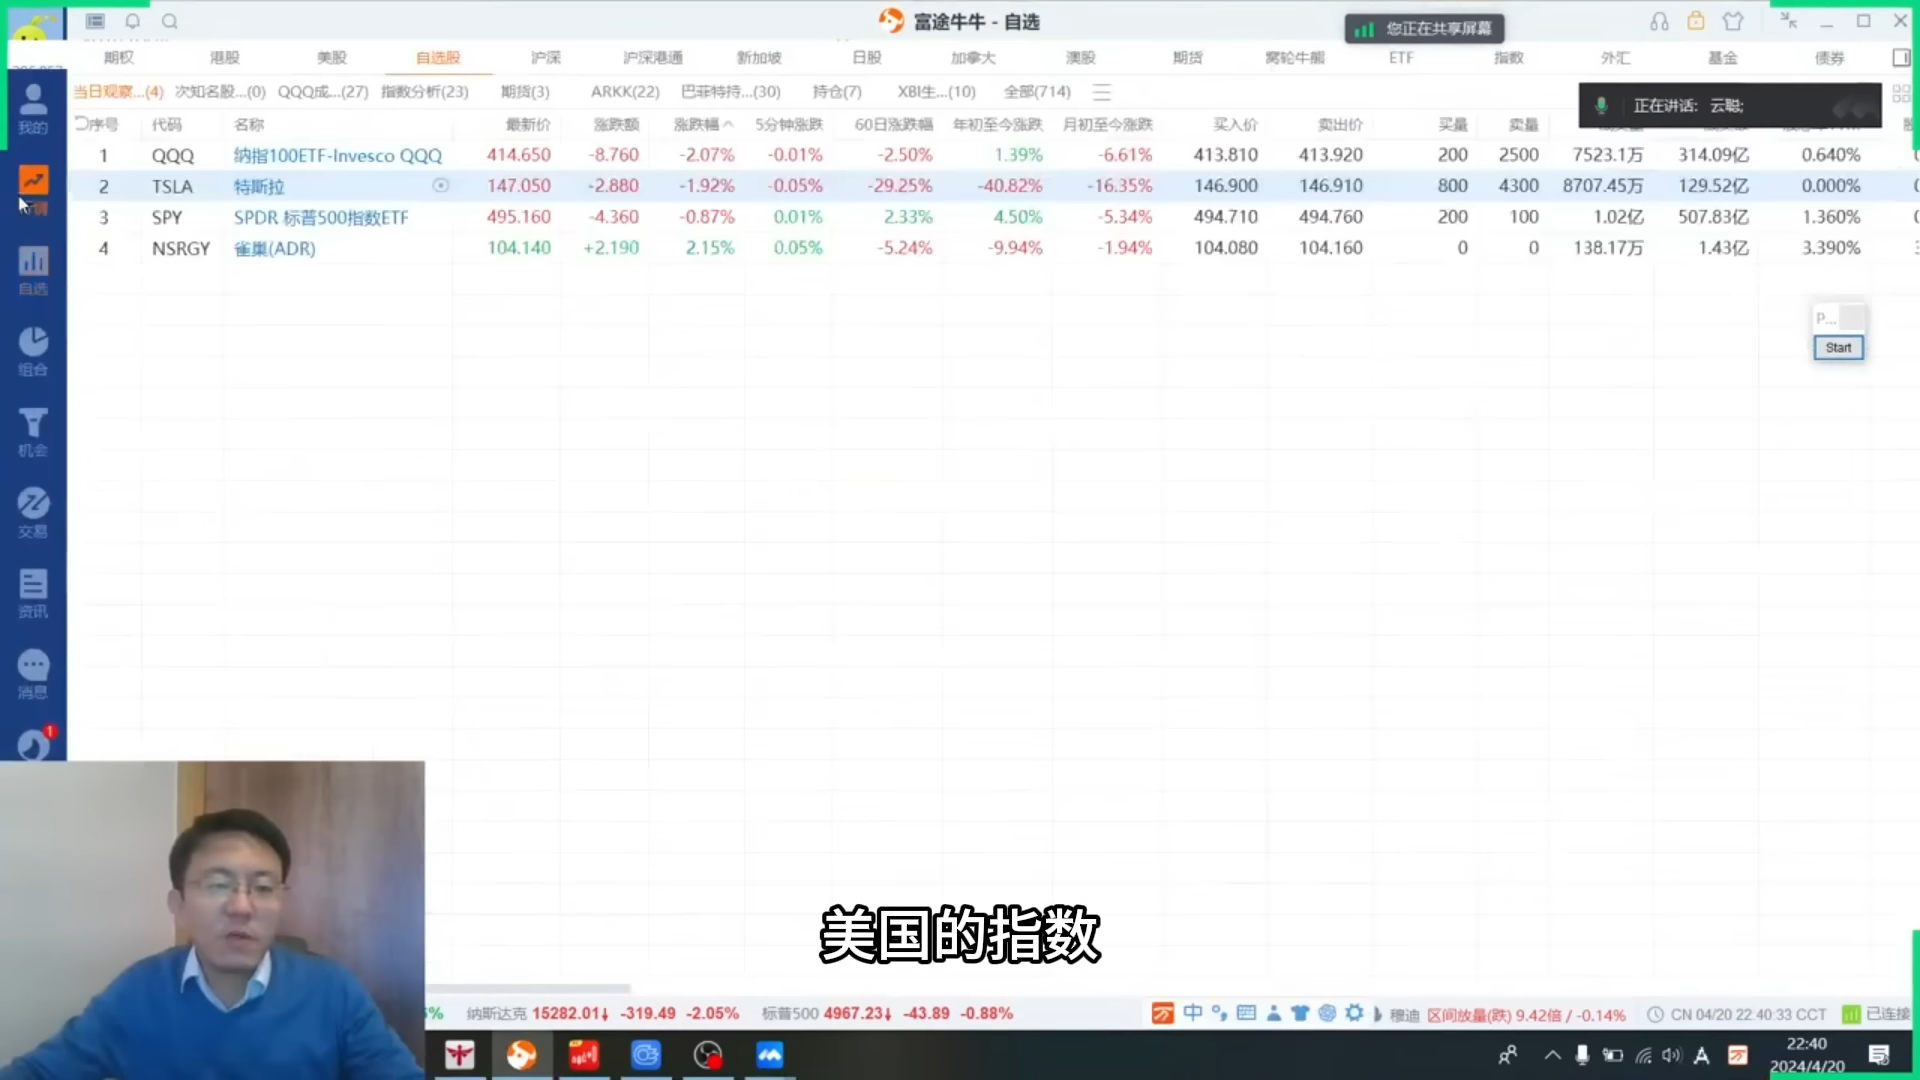 富途牛牛 - 自选
您正在共享屏幕
期权 港股 美股 自选股 沪深 沪深港通 新加坡 日股 加拿大 澳股 期货 窝轮牛熊 ETF 指数 外汇 基金 债券
当日观察...(4) 次知名股...(0) QQQ成...(27) 指数分析(23) 期货(3) ARKK(22) 巴菲特持...(30) 持仓(7) XBI生...(10) 全部(714)
正在讲话: 云聪;
序号 代码 名称 最新价 涨跌额 涨跌幅 5分钟涨跌 60日涨跌幅 年初至今涨跌 月初至今涨跌 买入价 卖出价 买量 卖量
1 QQQ 纳指100ETF-Invesco QQQ 414.650 -8.760 -2.07% -0.01% -2.50% 1.39% -6.61% 413.810 413.920 200 2500 7523.1万 314.09亿 0.640%
2 TSLA 特斯拉 147.050 -2.880 -1.92% -0.05% -29.25% -40.82% -16.35% 146.900 146.910 800 4300 8707.45万 129.52亿 0.000%
3 SPY SPDR 标普500指数ETF 495.160 -4.360 -0.87% 0.01% 2.33% 4.50% -5.34% 494.710 494.760 200 100 1.02亿 507.83亿 1.360%
4 NSRGY 雀巢(ADR) 104.140 +2.190 2.15% 0.05% -5.24% -9.94% -1.94% 104.080 104.160 0 0 138.17万 1.43亿 3.390%
我的
自选
组合
机会
交易
资讯
消息
1
P...
Start
美国的指数
% 纳斯达克 15282.01↓ -319.49 -2.05% 标普500 4967.23↓ -43.89 -0.88% 中 穆迪 区间放量(跌) 9.42倍 / -0.14% CN 04/20 22:40:33 CCT 已连接
A
22:40
2024/4/20